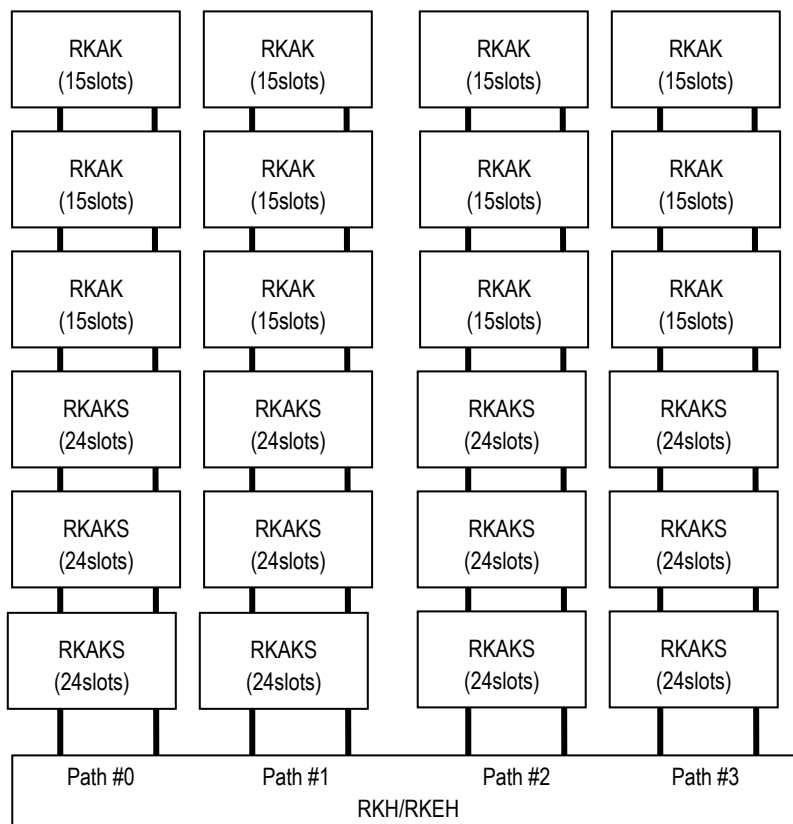 RKAK RKAK RKAK RKAK
(15slots) (15slots) (15slots) (15slots)
RKAK RKAK RKAK RKAK
(15slots) (15slots) (15slots) (15slots)
RKAK RKAK RKAK RKAK
(15slots) (15slots) (15slots) (15slots)
RKAKS RKAKS RKAKS RKAKS
(24slots) (24slots) (24slots) (24slots)
RKAKS RKAKS RKAKS RKAKS
(24slots) (24slots) (24slots) (24slots)
RKAKS RKAKS RKAKS RKAKS
(24slots) (24slots) (24slots) (24slots)
Path #0 Path #1 Path #2 Path #3
RKH/RKEH